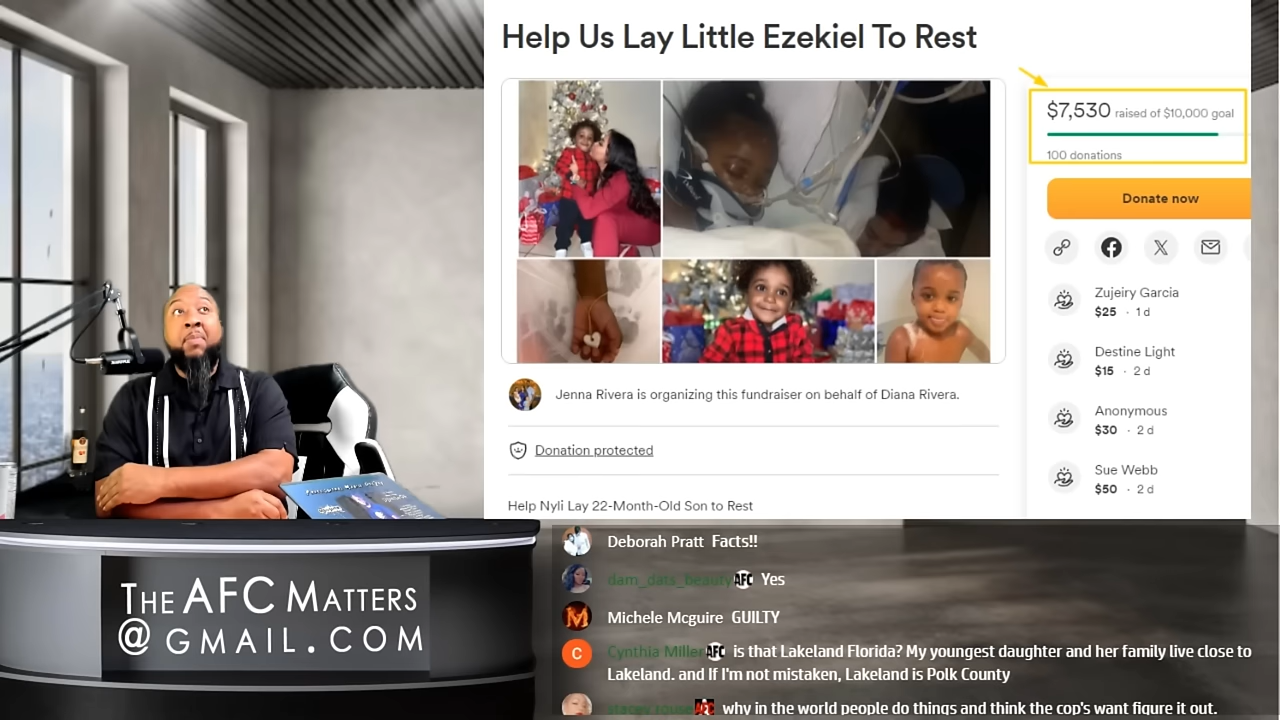 Help Us Lay Little Ezekiel To Rest
$7,530 raised of $10,000 goal
100 donations
Donate now
Zujeiry Garcia
$25 · 1 d
Destine Light
$15 · 2 d
Anonymous
$30 · 2 d
Sue Webb
$50 · 2 d
Jenna Rivera is organizing this fundraiser on behalf of Diana Rivera.
Donation protected
Help Nyli Lay 22-Month-Old Son to Rest
THE AFC MATTERS
@ GMAIL.COM
Deborah Pratt Facts!!
dam_dats_beauty AFC Yes
M
Michele Mcguire GUILTY
C
Cynthia Miller AFC is that Lakeland Florida? My youngest daughter and her family live close to
Lakeland. and If I'm not mistaken, Lakeland is Polk County
why in the world people do things and think the cop's want figure it out.